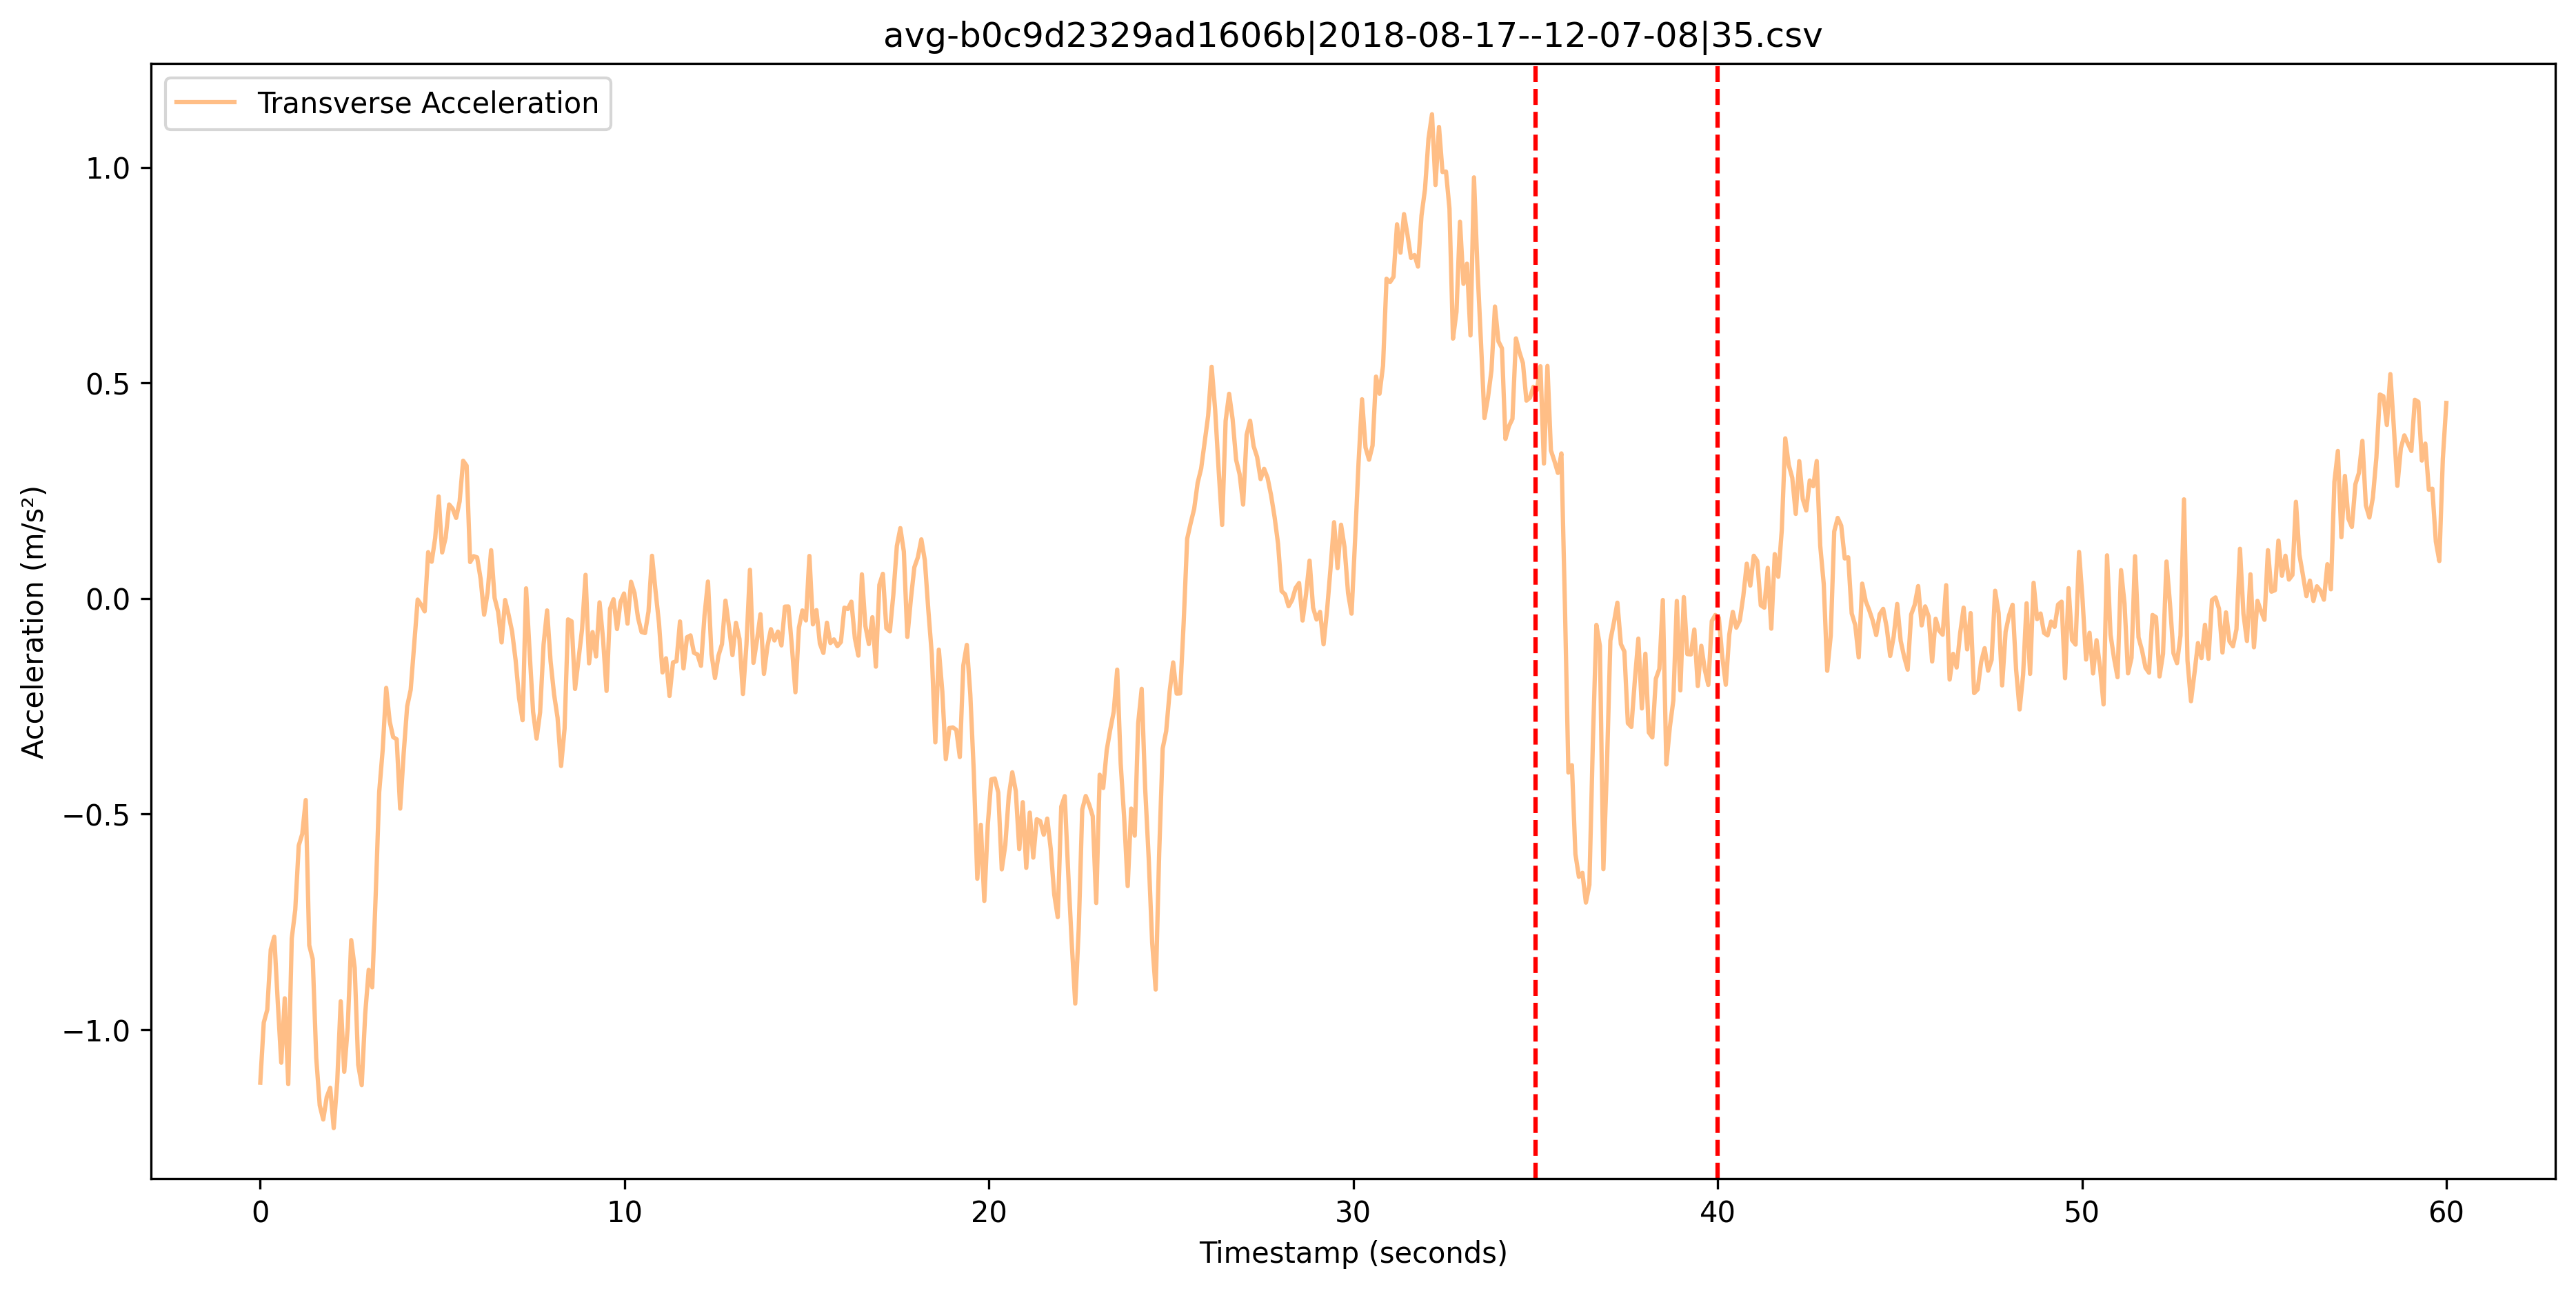 avg-b0c9d2329ad1606b|2018-08-17--12-07-08|35.csv
Transverse Acceleration
1.0
0.5
0.0
−0.5
−1.0
Acceleration (m/s²)
0 10 20 30 40 50 60
Timestamp (seconds)